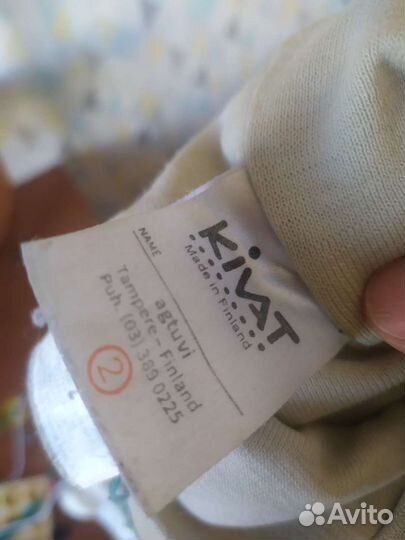 KIVAT
Made in Finland
NAME
agtuvi
Tampere - Finland
Puh. (03) 389 0225
2
Avito